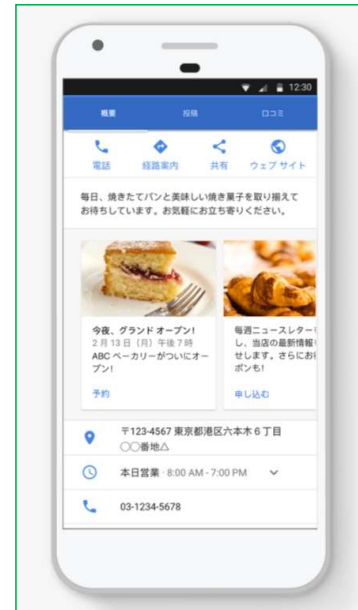 12:30
概要 投稿 口コミ
電話 経路案内 共有 ウェブ サイト
毎日、焼きたてパンと美味しい焼き菓子を取り揃えて
お待ちしています。お気軽にお立ち寄りください。
今夜、グランド オープン!
2 月 13 日（月）午後 7 時
ABC ベーカリーがついにオー
プン!
予約
毎週ニュースレター
し、当店の最新情報
せします。さらにお
ポンも!
申し込む
〒123-4567 東京都港区六本木 6 丁目
○○番地△
本日営業 · 8:00 AM - 7:00 PM
03-1234-5678